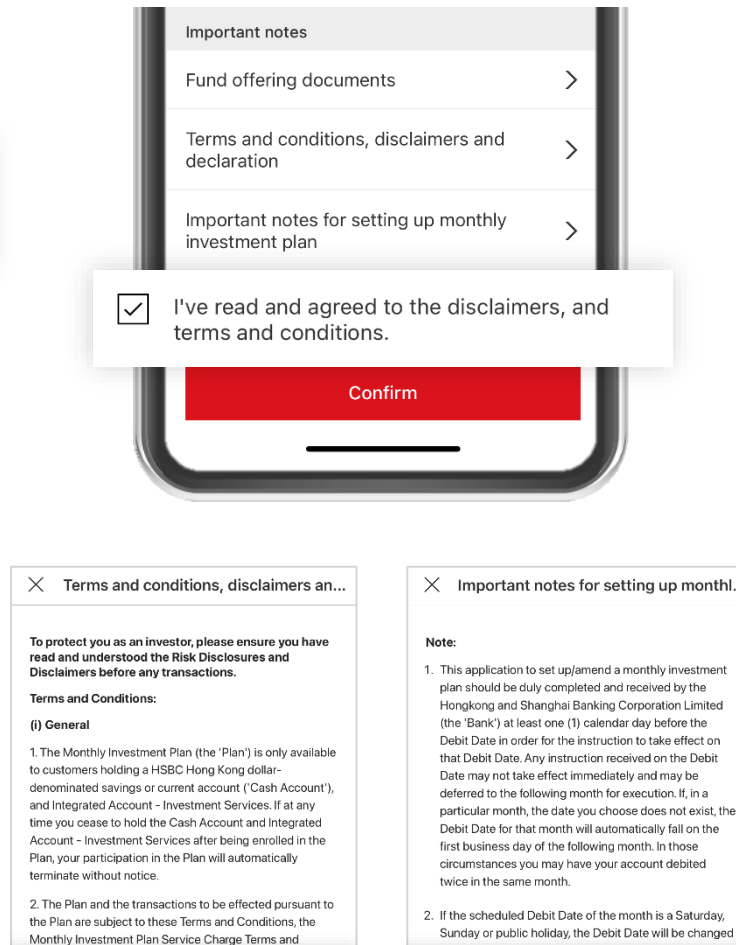 Important notes
Fund offering documents
Terms and conditions, disclaimers and
declaration
Important notes for setting up monthly
investment plan
I've read and agreed to the disclaimers, and
terms and conditions.
Confirm
Terms and conditions, disclaimers an...
To protect you as an investor, please ensure you have
read and understood the Risk Disclosures and
Disclaimers before any transactions.
Terms and Conditions:
(i) General
1. The Monthly Investment Plan (the 'Plan') is only available
to customers holding a HSBC Hong Kong dollar-
denominated savings or current account ('Cash Account'),
and Integrated Account - Investment Services. If at any
time you cease to hold the Cash Account and Integrated
Account - Investment Services after being enrolled in the
Plan, your participation in the Plan will automatically
terminate without notice.
2. The Plan and the transactions to be effected pursuant to
the Plan are subject to these Terms and Conditions, the
Monthly Investment Plan Service Charge Terms and
Important notes for setting up monthl.
Note:
1. This application to set up/amend a monthly investment
plan should be duly completed and received by the
Hongkong and Shanghai Banking Corporation Limited
(the 'Bank') at least one (1) calendar day before the
Debit Date in order for the instruction to take effect on
that Debit Date. Any instruction received on the Debit
Date may not take effect immediately and may be
deferred to the following month for execution. If, in a
particular month, the date you choose does not exist, the
Debit Date for that month will automatically fall on the
first business day of the following month. In those
circumstances you may have your account debited
twice in the same month.
2. If the scheduled Debit Date of the month is a Saturday,
Sunday or public holiday, the Debit Date will be changed